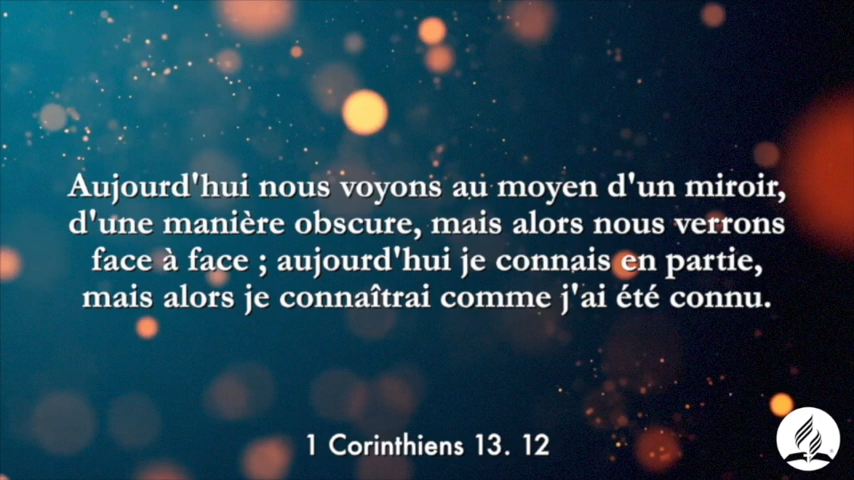 Aujourd'hui nous voyons au moyen d'un miroir,
d'une manière obscure, mais alors nous verrons
face à face ; aujourd'hui je connais en partie,
mais alors je connaîtrai comme j'ai été connu.
1 Corinthiens 13. 12